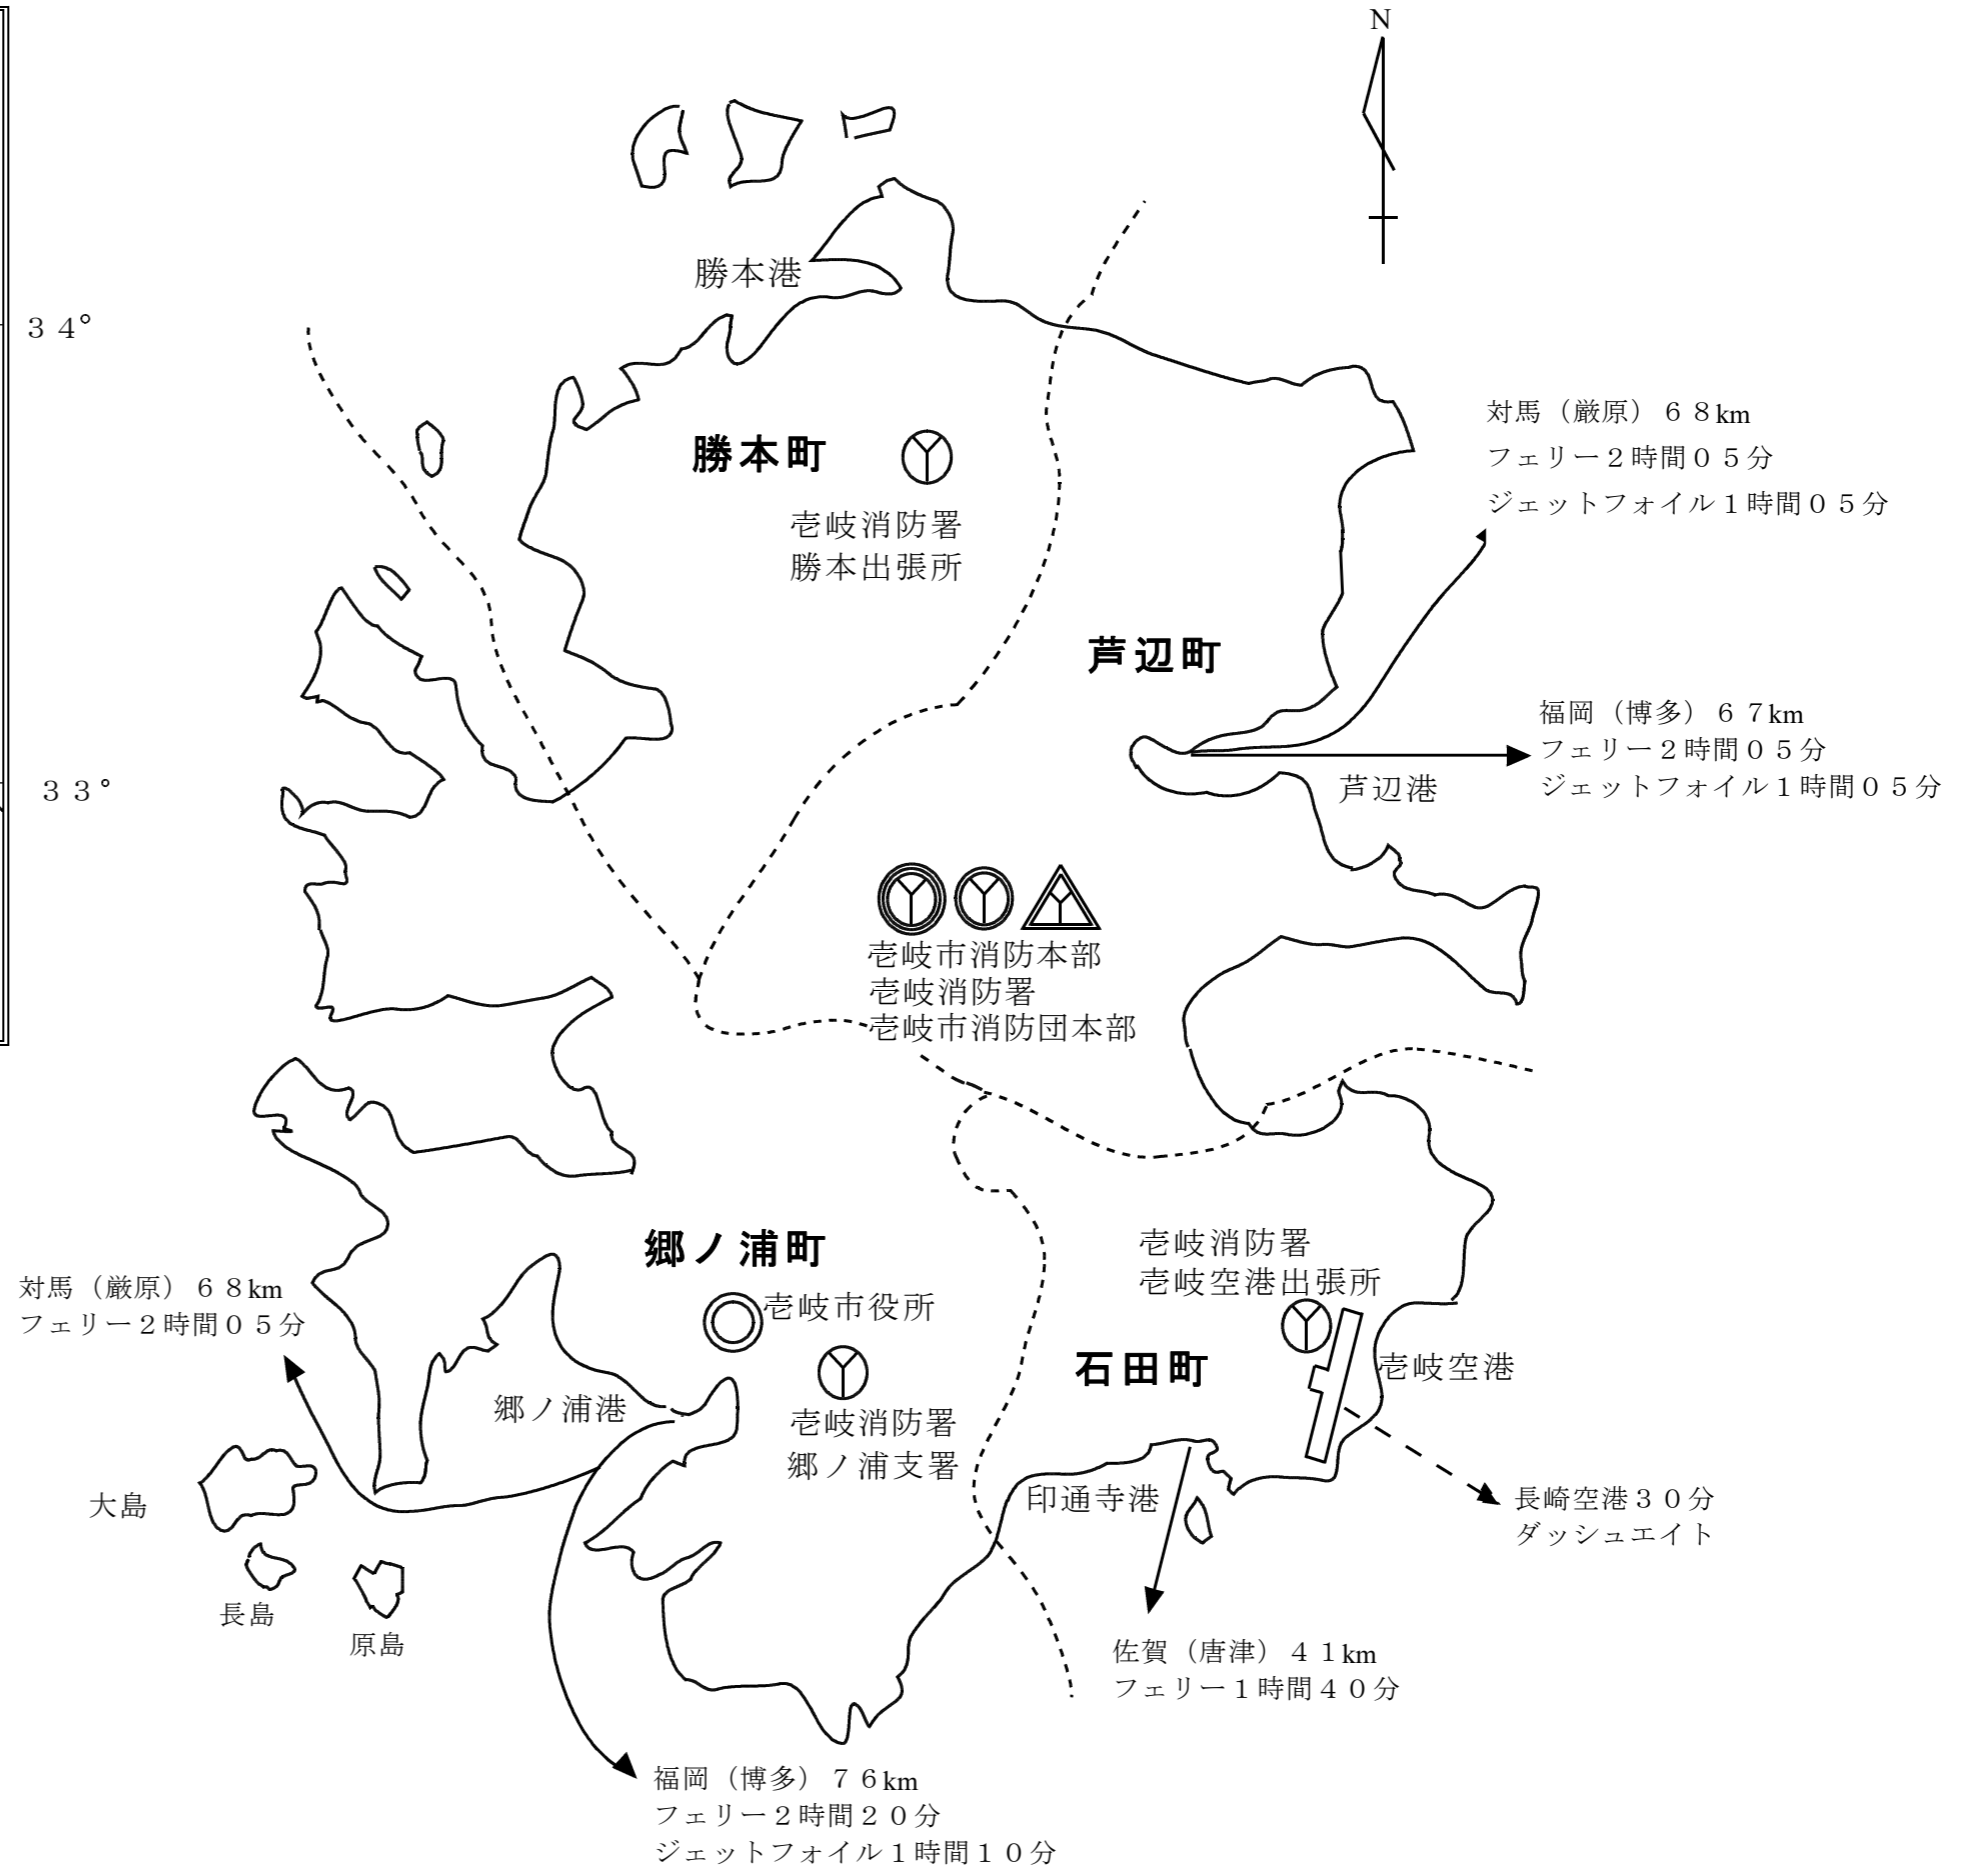 N
勝本港
３４°
対馬（厳原）６８km
フェリー２時間０５分
ジェットフォイル１時間０５分
勝本町
壱岐消防署
勝本出張所
芦辺町
福岡（博多）６７km
フェリー２時間０５分
ジェットフォイル１時間０５分
芦辺港
３３°
壱岐市消防本部
壱岐消防署
壱岐市消防団本部
郷ノ浦町
壱岐消防署
壱岐空港出張所
対馬（厳原）６８km
フェリー２時間０５分
壱岐市役所
石田町
壱岐空港
郷ノ浦港
壱岐消防署
郷ノ浦支署
印通寺港
大島
長崎空港３０分
ダッシュエイト
長島
原島
佐賀（唐津）４１km
フェリー１時間４０分
福岡（博多）７６km
フェリー２時間２０分
ジェットフォイル１時間１０分